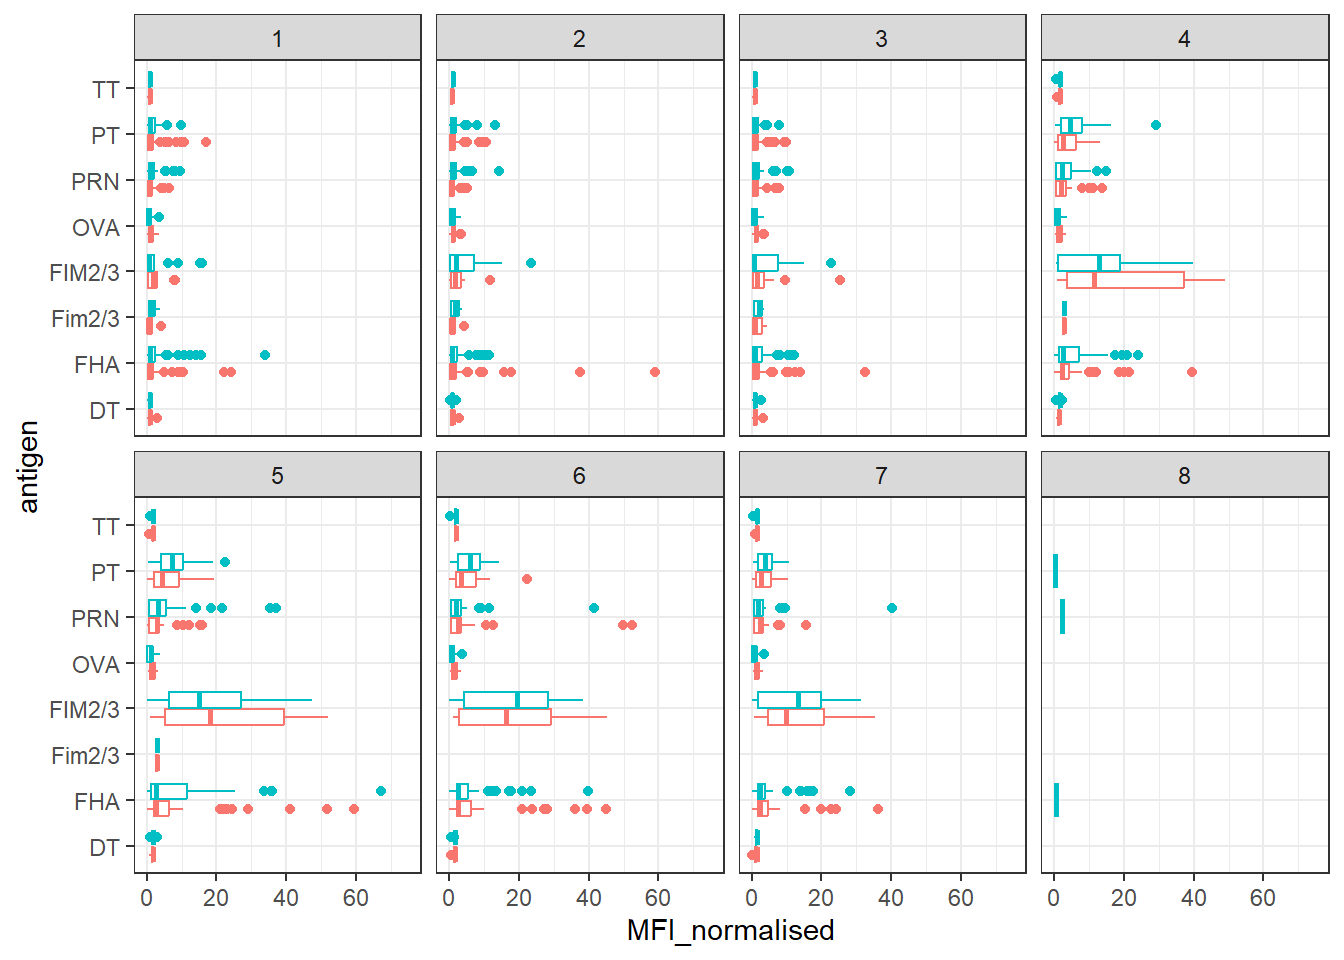 1 2 3 4
TT
PT
PRN
OVA
FIM2/3
Fim2/3
FHA
DT
antigen
5 6 7 8
TT
PT
PRN
OVA
FIM2/3
Fim2/3
FHA
DT
0 20 40 60 0 20 40 60 0 20 40 60 0 20 40 60
MFI_normalised